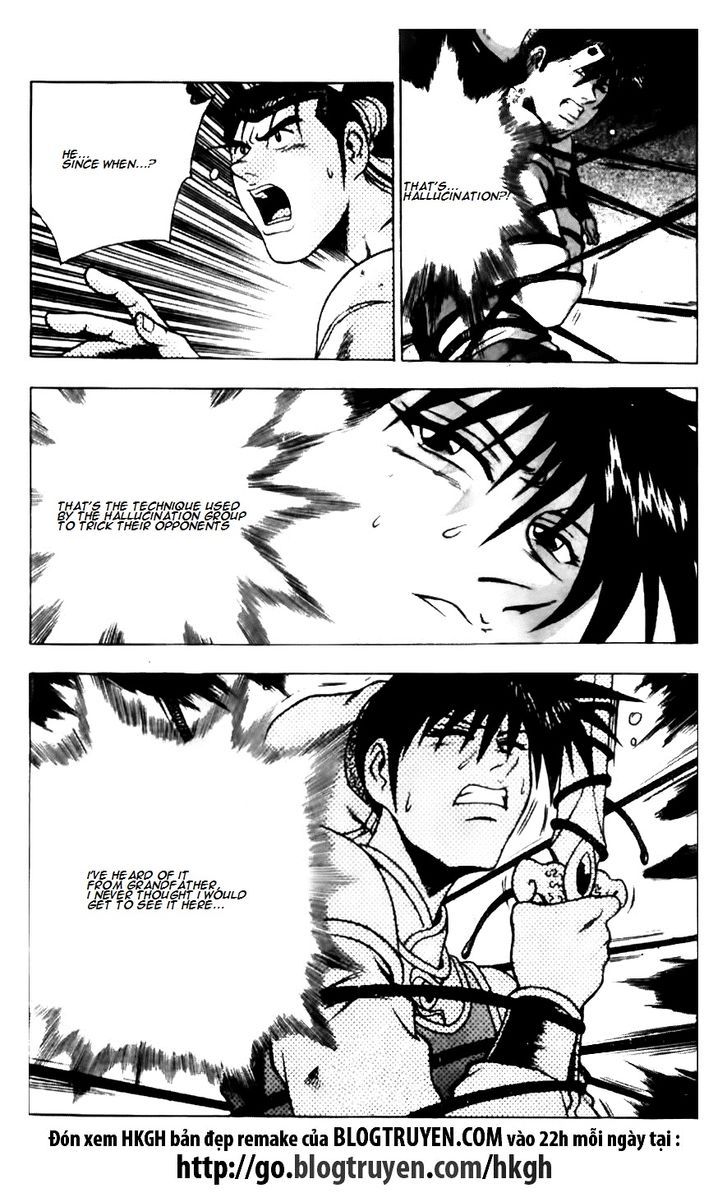 HE...
SINCE WHEN...?
THAT'S...
HALLUCINATION?!
THAT'S THE TECHNIQUE USED
BY THE HALLUCINATION GROUP
TO TRICK THEIR OPPONENTS
I'VE HEARD OF IT
FROM GRANDFATHER,
I NEVER THOUGHT I WOULD
GET TO SEE IT HERE...
Đón xem HKGH bản đẹp remake của BLOGTRUYEN.COM vào 22h mỗi ngày tại :
http://go.blogtruyen.com/hkgh